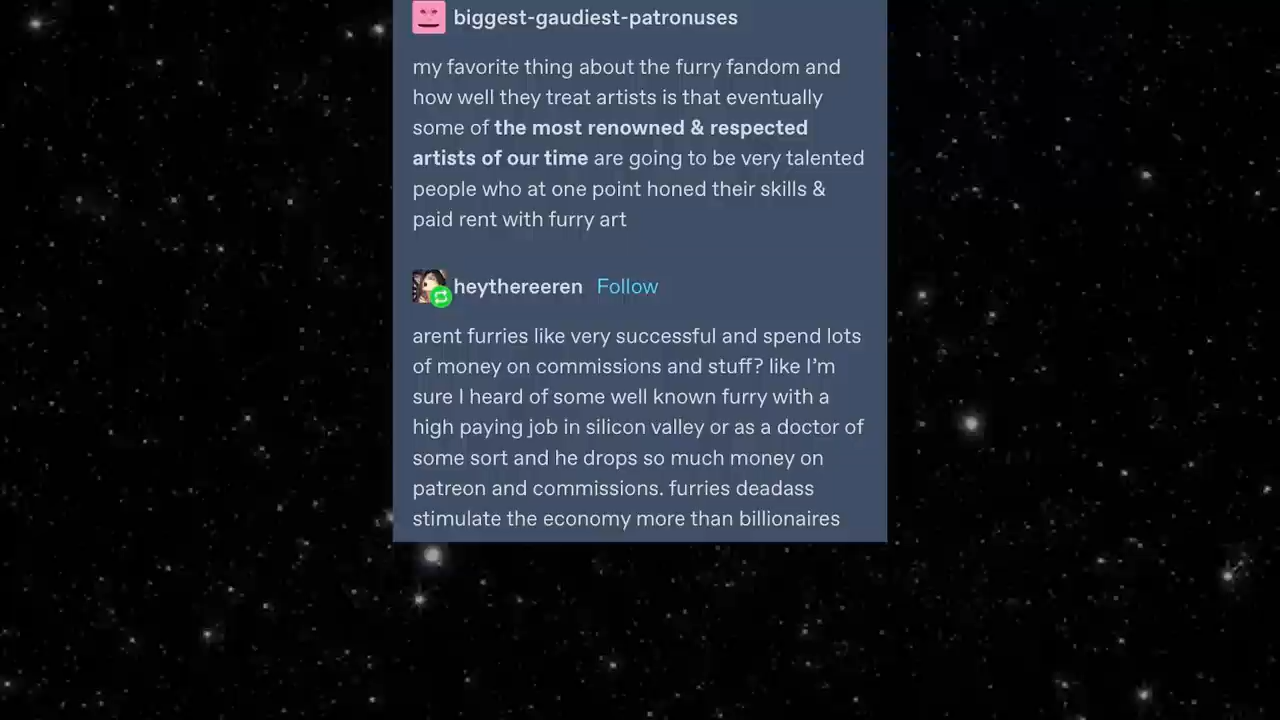 biggest-gaudiest-patronuses
my favorite thing about the furry fandom and
how well they treat artists is that eventually
some of the most renowned & respected
artists of our time are going to be very talented
people who at one point honed their skills &
paid rent with furry art
heythereeren Follow
arent furries like very successful and spend lots
of money on commissions and stuff? like I’m
sure I heard of some well known furry with a
high paying job in silicon valley or as a doctor of
some sort and he drops so much money on
patreon and commissions. furries deadass
stimulate the economy more than billionaires